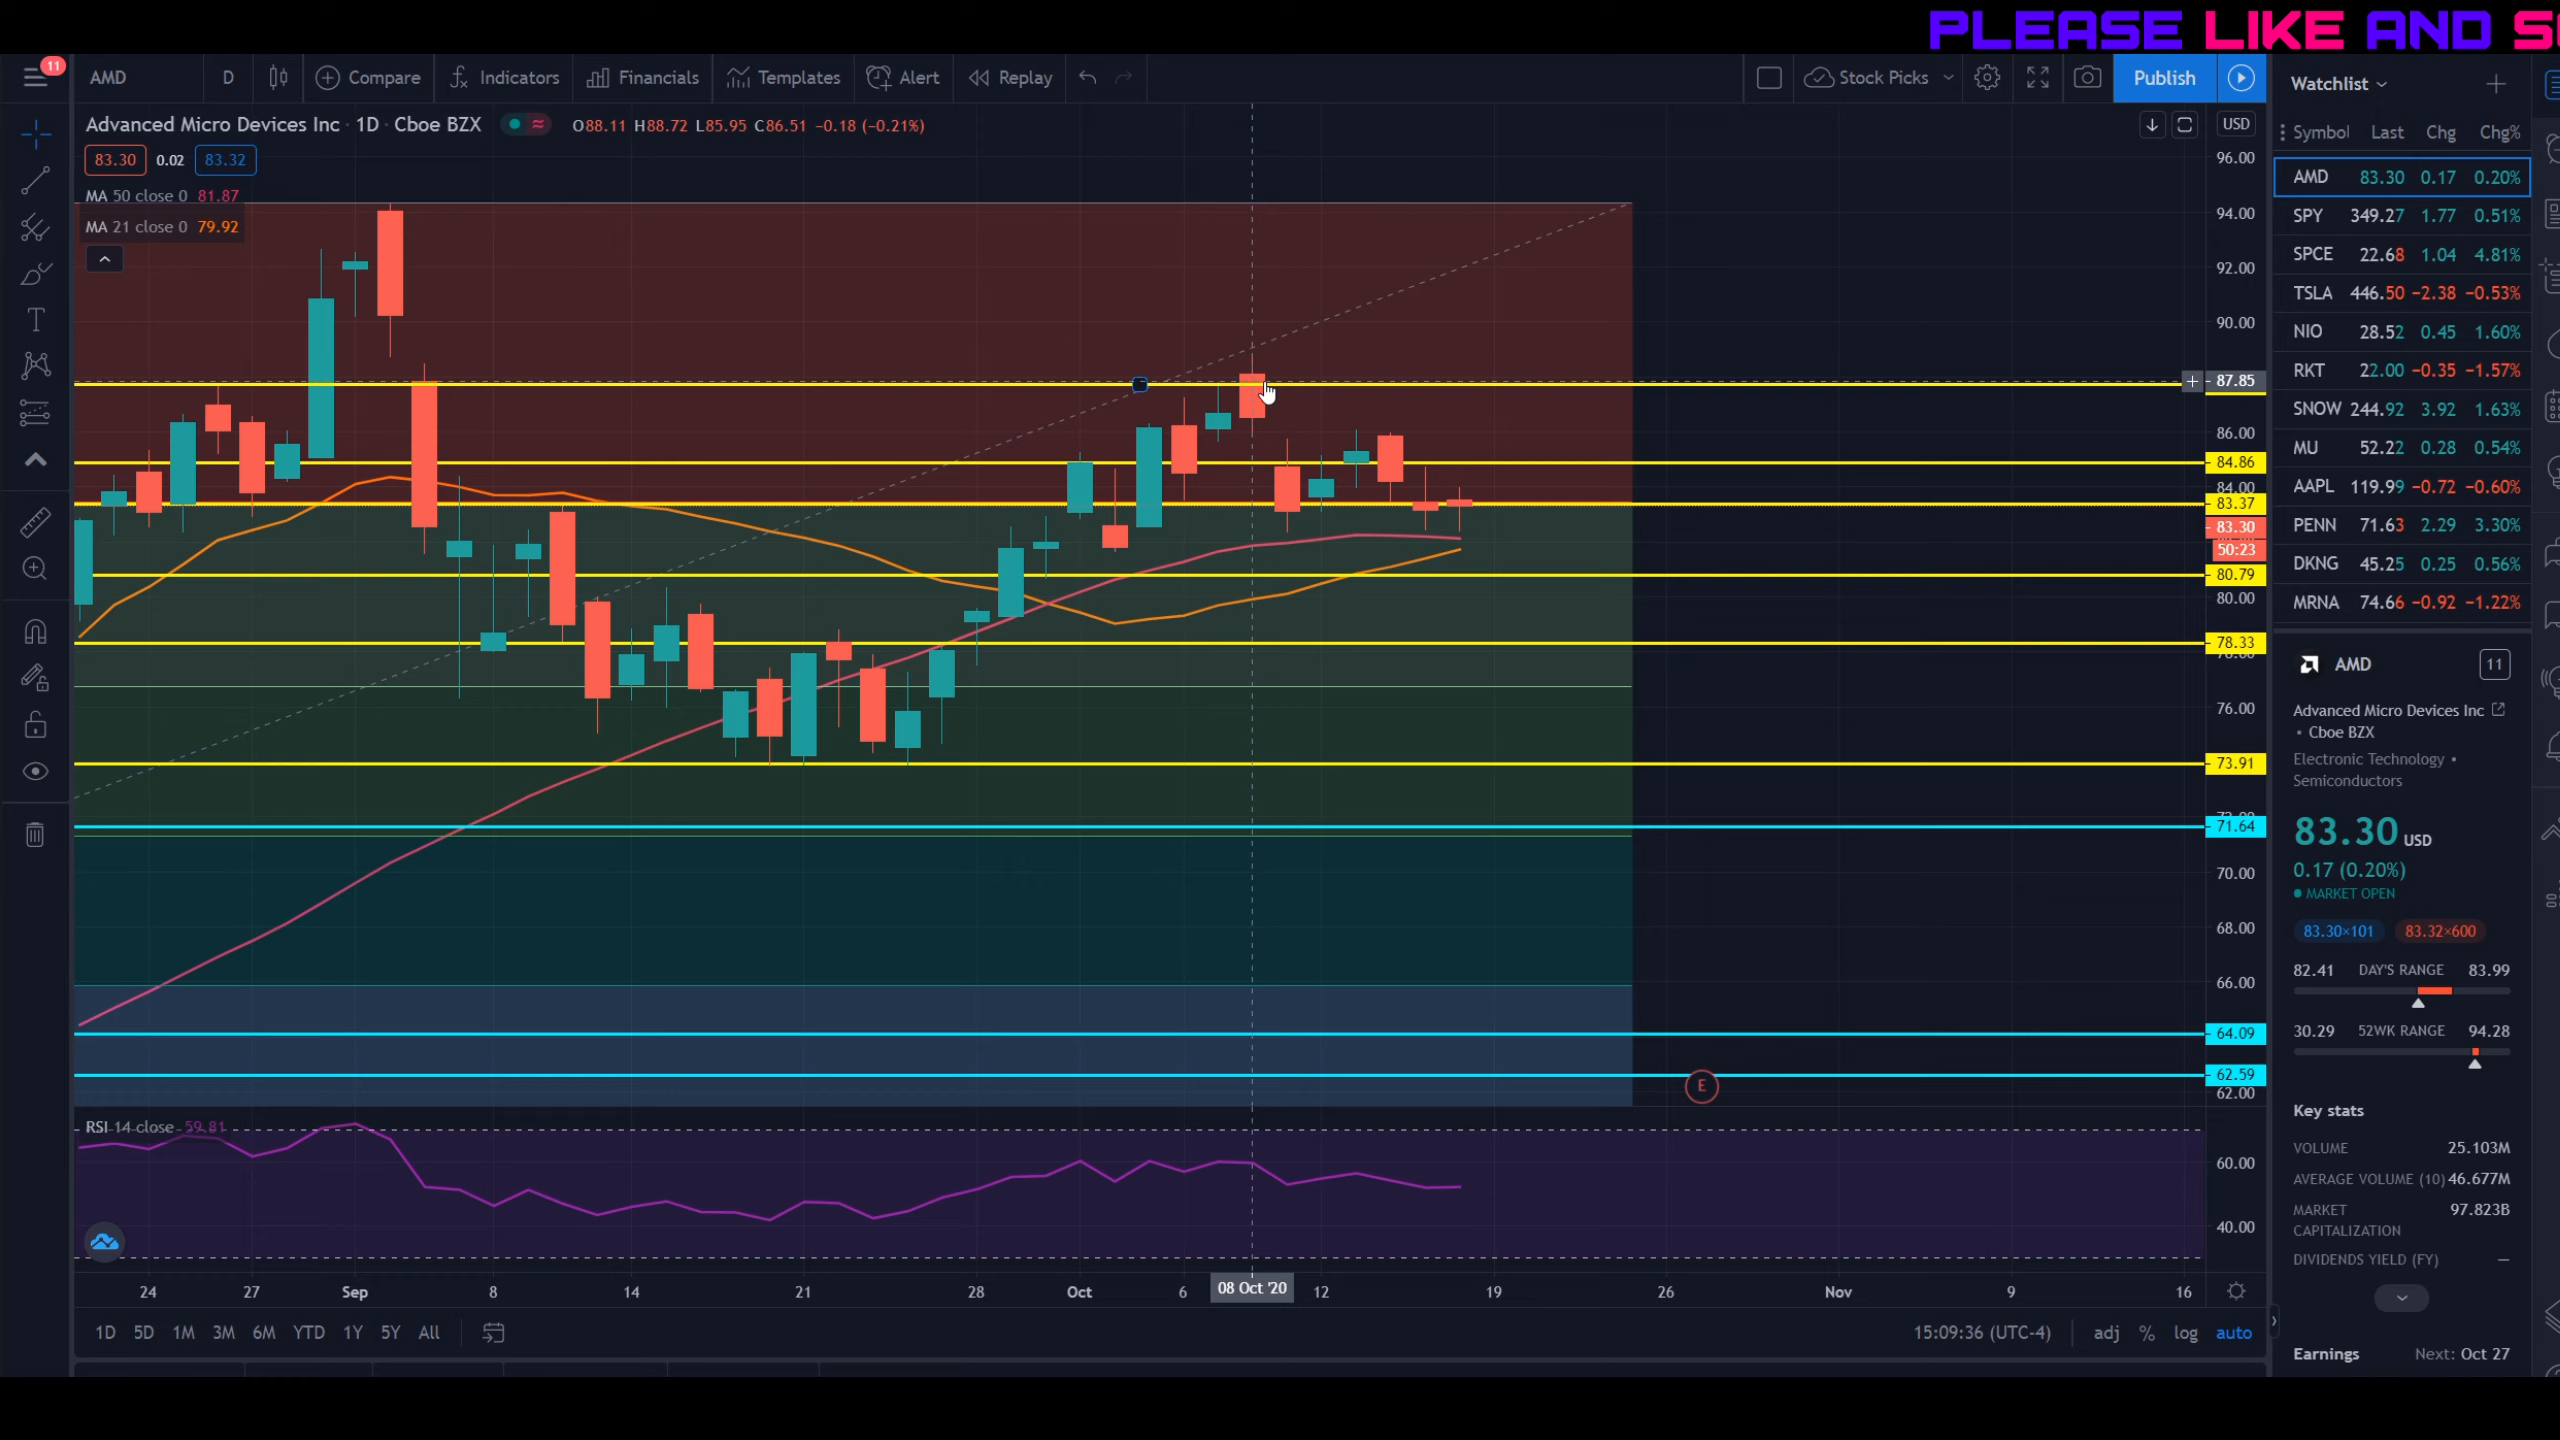 PLEASE LIKE AND
11
AMD D Compare Indicators Financials Templates Alert Replay Stock Picks Publish
Watchlist
Advanced Micro Devices Inc · 1D · Cboe BZX O88.11 H88.72 L85.95 C86.51 −0.18 (−0.21%)
USD
83.30 0.02 83.32
MA 50 close 0 81.87
MA 21 close 0 79.92
96.00
94.00
92.00
90.00
87.85
86.00
84.86
84.00
83.37
83.30
50:23
80.79
80.00
78.33
76.00
73.91
71.64
70.00
68.00
66.00
64.09
62.59
62.00
E
RSI 14 close 59.81
60.00
40.00
24 27 Sep 8 14 21 28 Oct 6 08 Oct '20 12 19 26 Nov 9 16
1D 5D 1M 3M 6M YTD 1Y 5Y All
15:09:36 (UTC-4) adj % log auto
Symbol Last Chg Chg%
AMD 83.30 0.17 0.20%
SPY 349.27 1.77 0.51%
SPCE 22.68 1.04 4.81%
TSLA 446.50 −2.38 −0.53%
NIO 28.52 0.45 1.60%
RKT 22.00 −0.35 −1.57%
SNOW 244.92 3.92 1.63%
MU 52.22 0.28 0.54%
AAPL 119.99 −0.72 −0.60%
PENN 71.63 2.29 3.30%
DKNG 45.25 0.25 0.56%
MRNA 74.66 −0.92 −1.22%
AMD 11
Advanced Micro Devices Inc
• Cboe BZX
Electronic Technology •
Semiconductors
83.30 USD
0.17 (0.20%)
MARKET OPEN
83.30×101 83.32×600
82.41 DAY'S RANGE 83.99
30.29 52WK RANGE 94.28
Key stats
VOLUME 25.103M
AVERAGE VOLUME (10) 46.677M
MARKET CAPITALIZATION 97.823B
DIVIDENDS YIELD (FY) —
Earnings Next: Oct 27